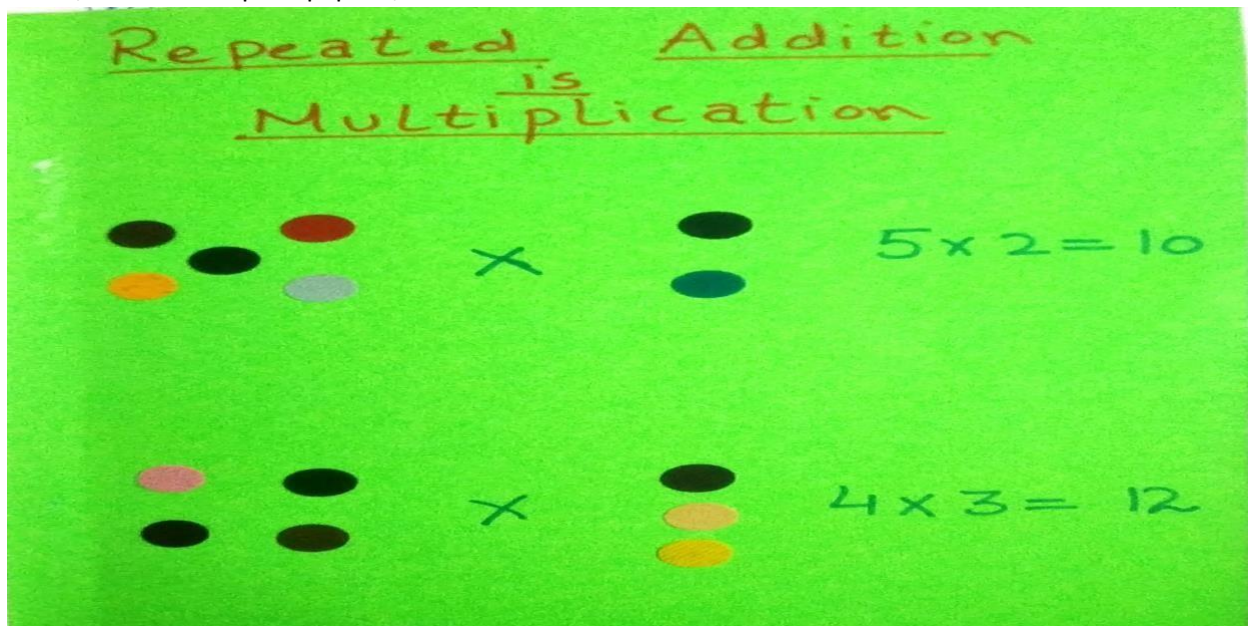 Repeated Addition
is
Multiplication
× 5 × 2 = 10
× 4 × 3 = 12